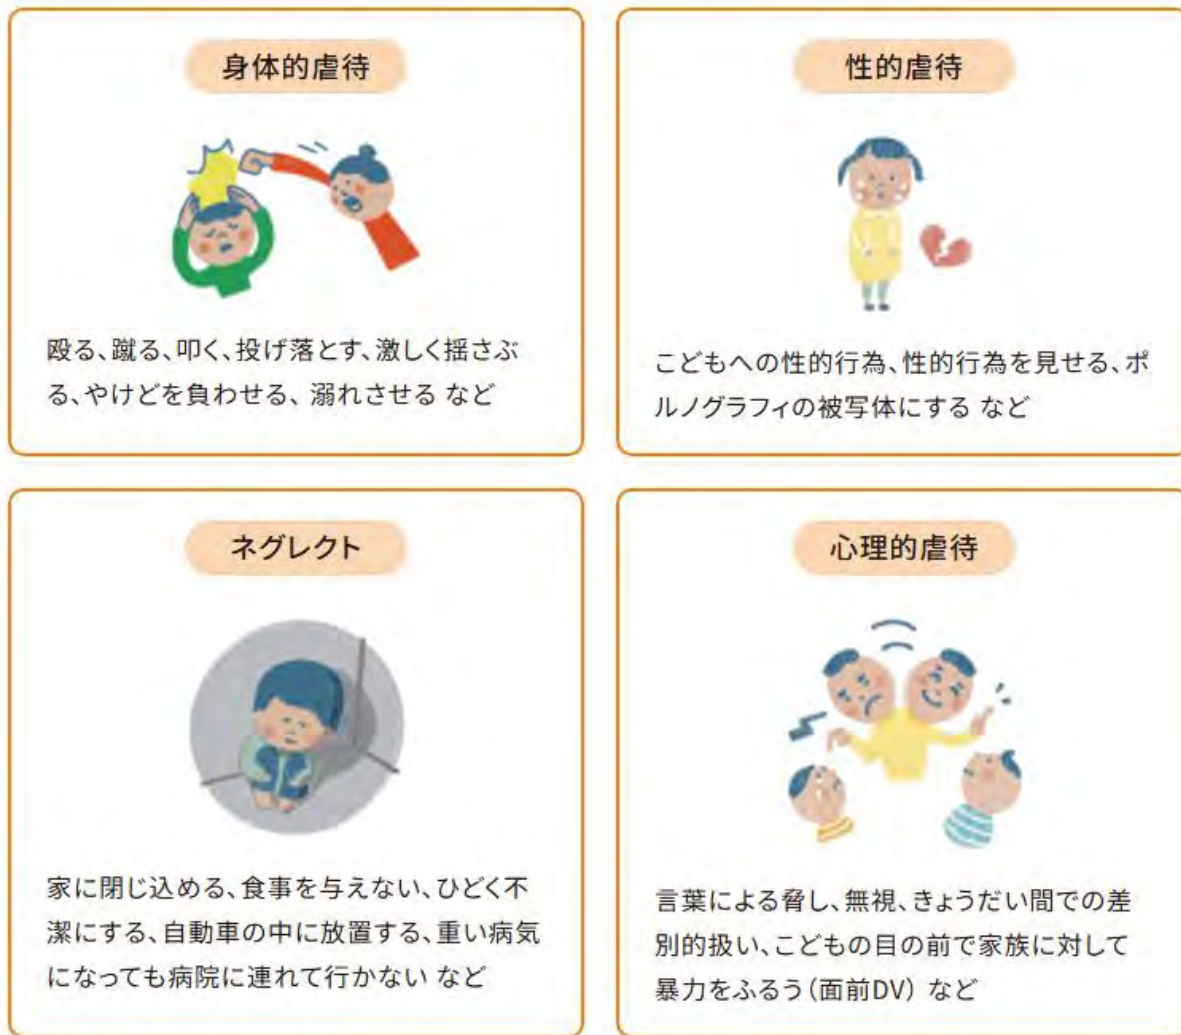 身体的虐待
殴る、蹴る、叩く、投げ落とす、激しく揺さぶ
る、やけどを負わせる、溺れさせる など
性的虐待
こどもへの性的行為、性的行為を見せる、ポ
ルノグラフィの被写体にする など
ネグレクト
家に閉じ込める、食事を与えない、ひどく不
潔にする、自動車の中に放置する、重い病気
になっても病院に連れて行かない など
心理的虐待
言葉による脅し、無視、きょうだい間での差
別的扱い、こどもの目の前で家族に対して
暴力をふるう（面前DV） など